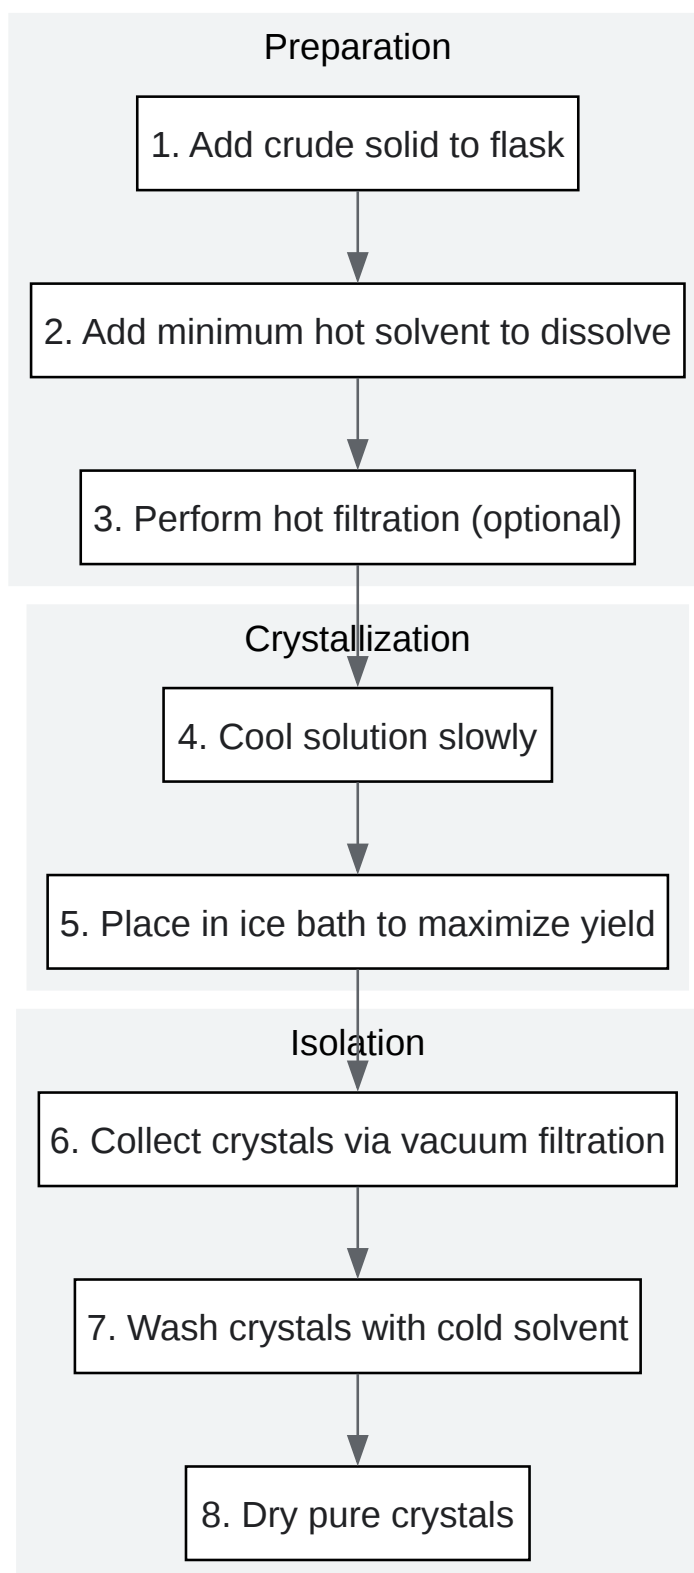 Preparation
1. Add crude solid to flask
2. Add minimum hot solvent to dissolve
3. Perform hot filtration (optional)
Crystallization
4. Cool solution slowly
5. Place in ice bath to maximize yield
Isolation
6. Collect crystals via vacuum filtration
7. Wash crystals with cold solvent
8. Dry pure crystals